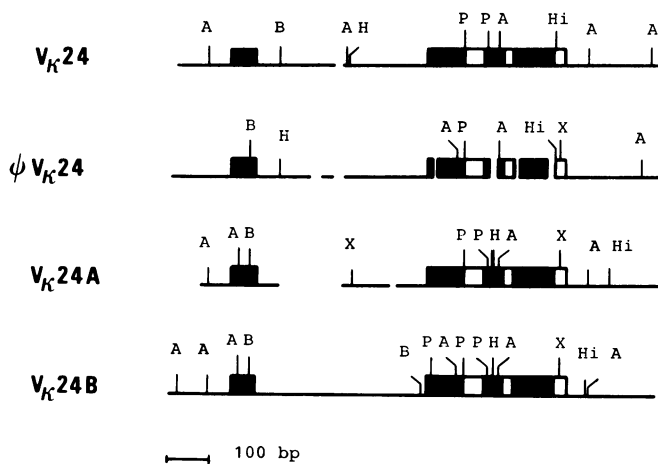 A B A H P P A Hi A A
Vκ24
B H A P A Hi X A
ψVκ24
A A B X P P H A X A Hi
Vκ24A
A A A B B P A P P H A X Hi A
Vκ24B
100 bp